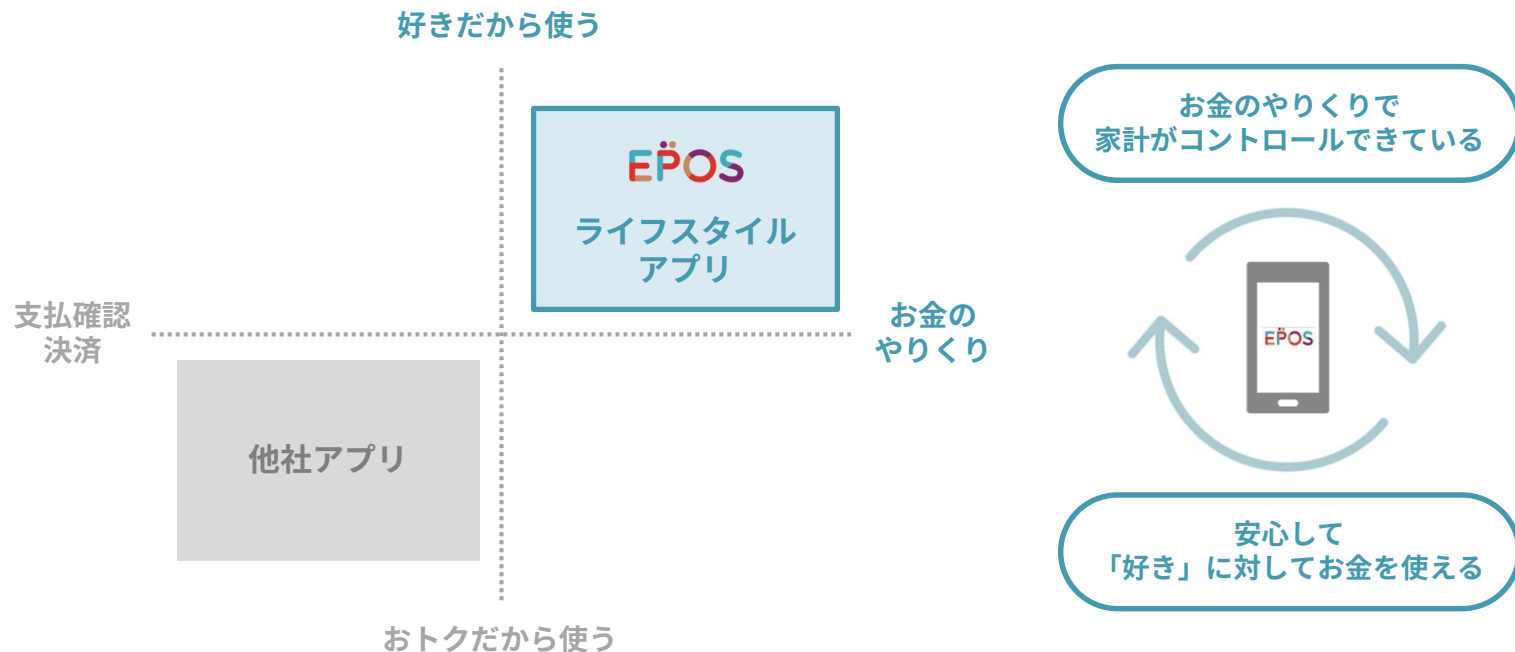 好きだから使う
EPOS
ライフスタイル
アプリ
支払確認
決済
お金の
やりくり
他社アプリ
おトクだから使う
お金のやりくりで
家計がコントロールできている
EPOS
安心して
「好き」に対してお金を使える